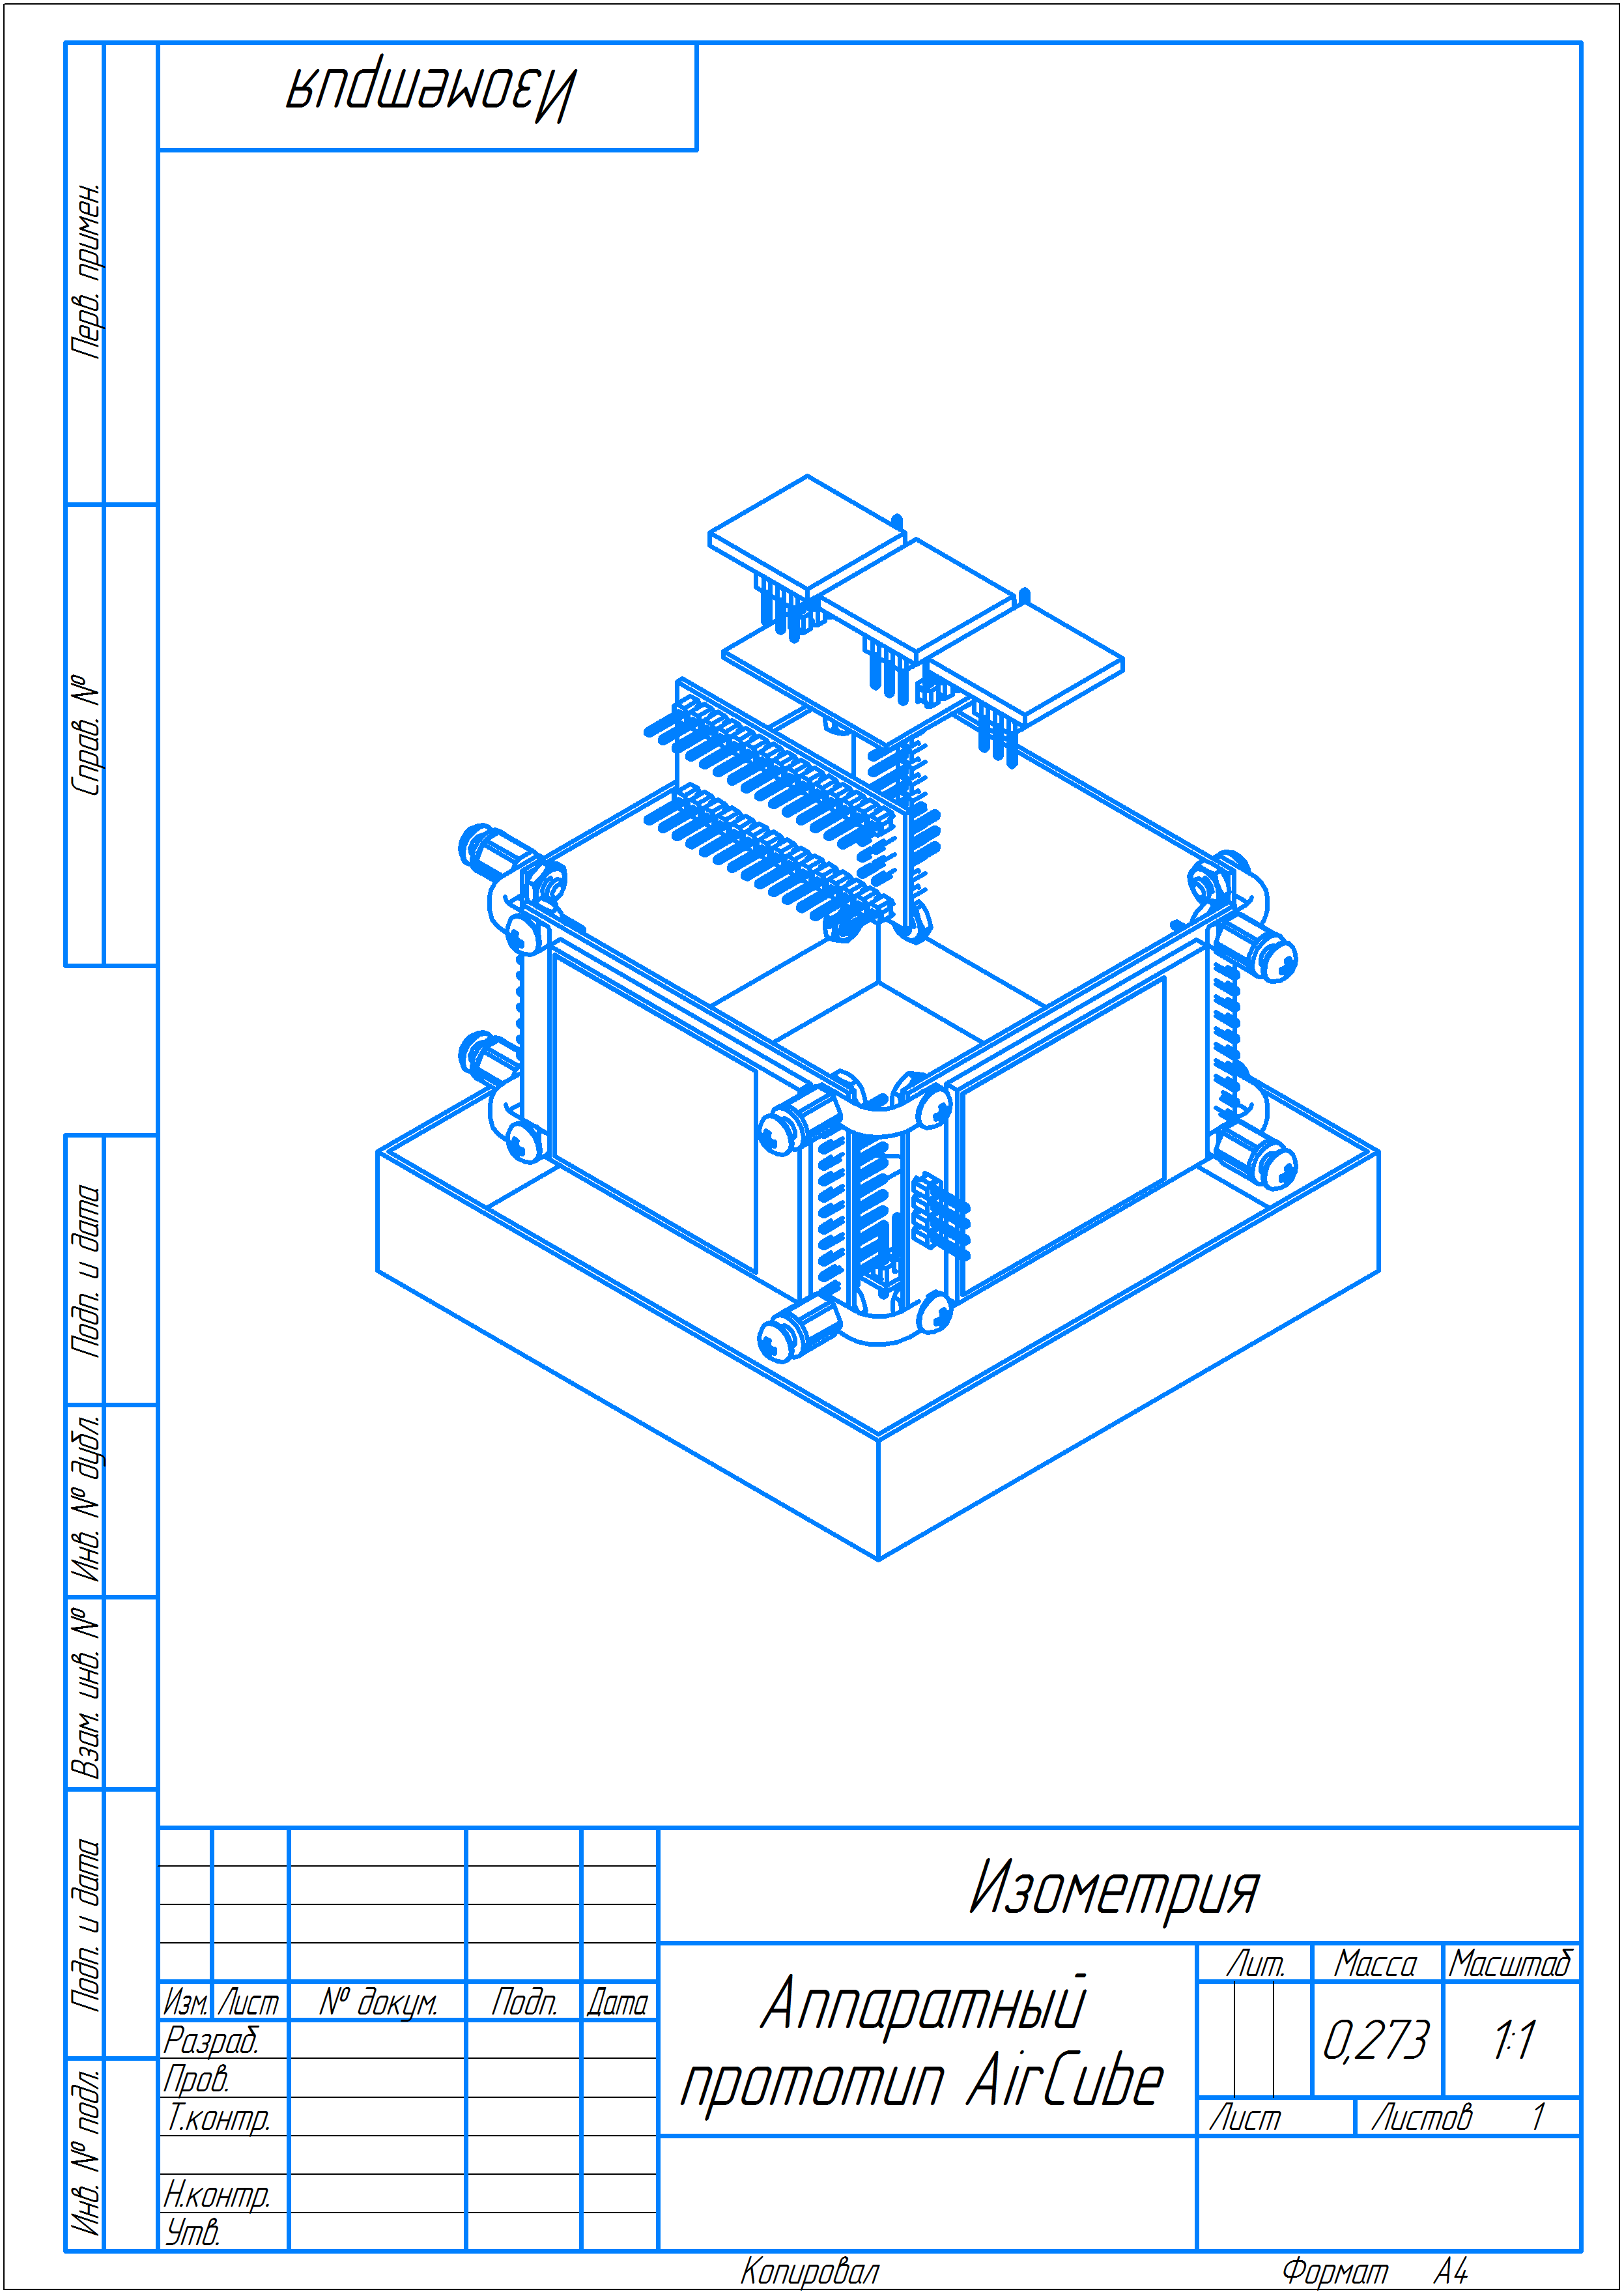 Изометрия
Перв. примен.
Справ. №
Подп. и дата
Инв. № дубл.
Взам. инв. №
Подп. и дата
Инв. № подл.
Изометрия
Аппаратный
прототип AirCube
Лит. Масса Масштаб
0,273 1:1
Лист Листов 1
Изм. Лист № докум. Подп. Дата
Разраб.
Пров.
Т.контр.
Н.контр.
Утв.
Копировал Формат А4